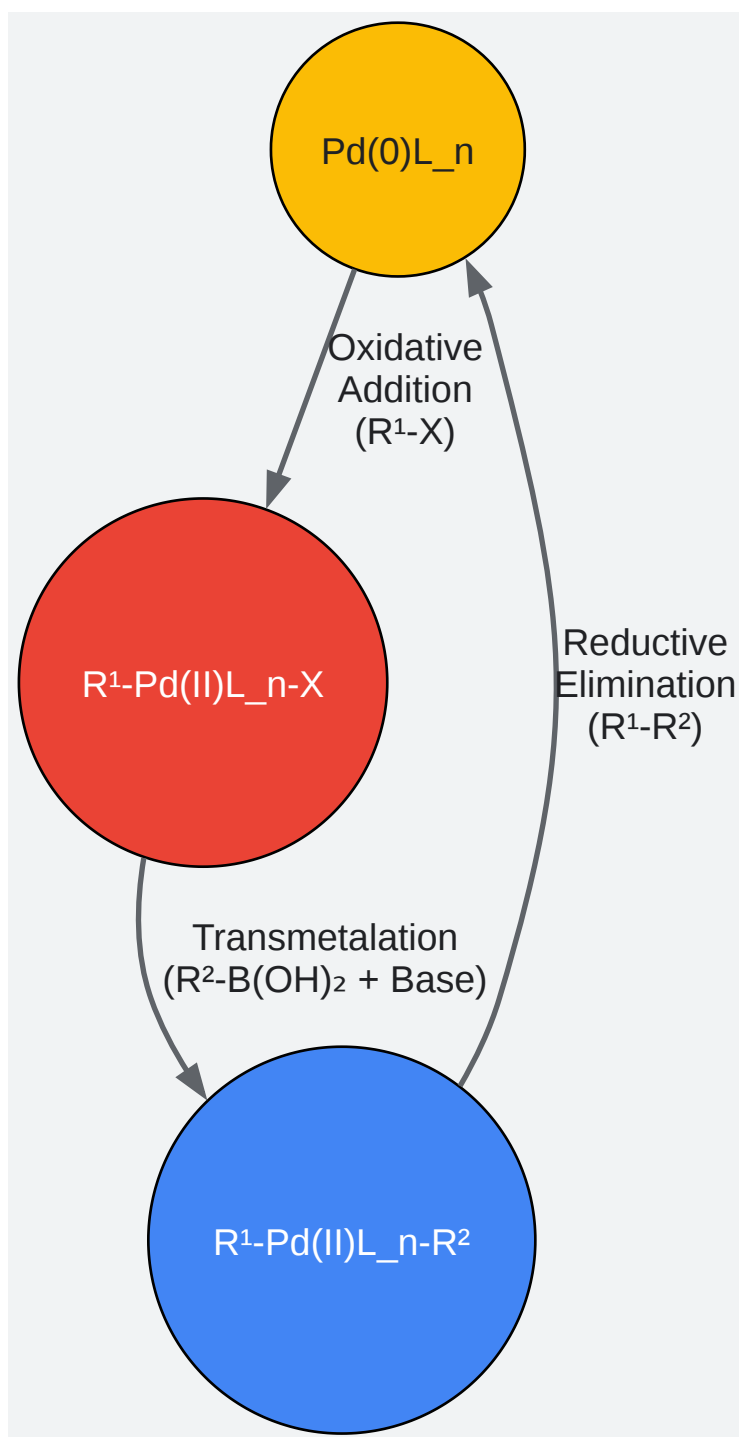 Pd(0)L_n
Oxidative
Addition
(R¹-X)
R¹-Pd(II)L_n-X
Reductive
Elimination
(R¹-R²)
Transmetalation
(R²-B(OH)₂ + Base)
R¹-Pd(II)L_n-R²